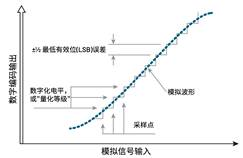 数字编码输出
±½ 最低有效位(LSB)误差
数字化电平,
或"量化等级"
模拟波形
采样点
模拟信号输入